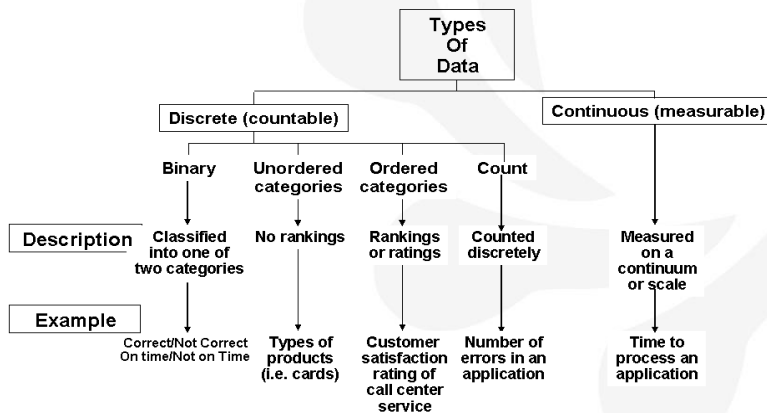 Types
Of
Data
Discrete (countable)
Continuous (measurable)
Binary
Unordered
categories
Ordered
categories
Count
Description
Classified
into one of
two categories
No rankings
Rankings
or ratings
Counted
discretely
Measured
on a
continuum
or scale
Example
Correct/Not Correct
On time/Not on Time
Types of
products
(i.e. cards)
Customer
satisfaction
rating of
call center
service
Number of
errors in an
application
Time to
process an
application